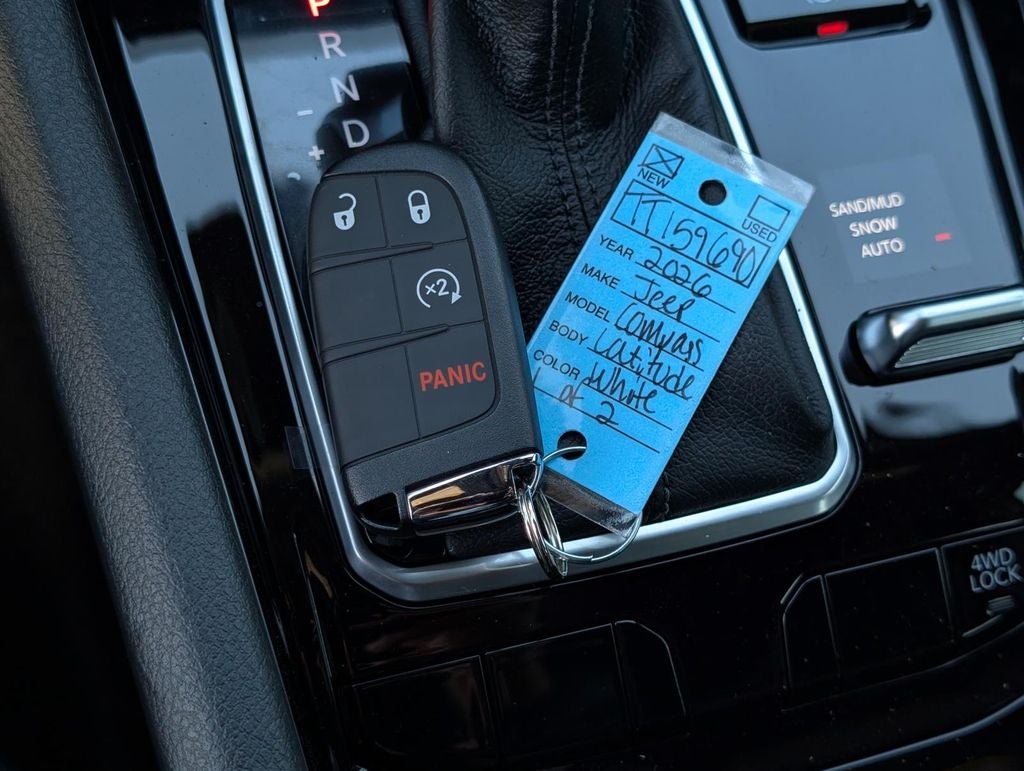 P
R
N
D
-
+
x2
PANIC
NEW
USED
TT159690
YEAR 2026
MAKE Jeep
MODEL Compass
BODY Latitude
COLOR White
1 of 2
SAND/MUD
SNOW
AUTO
4WD
LOCK